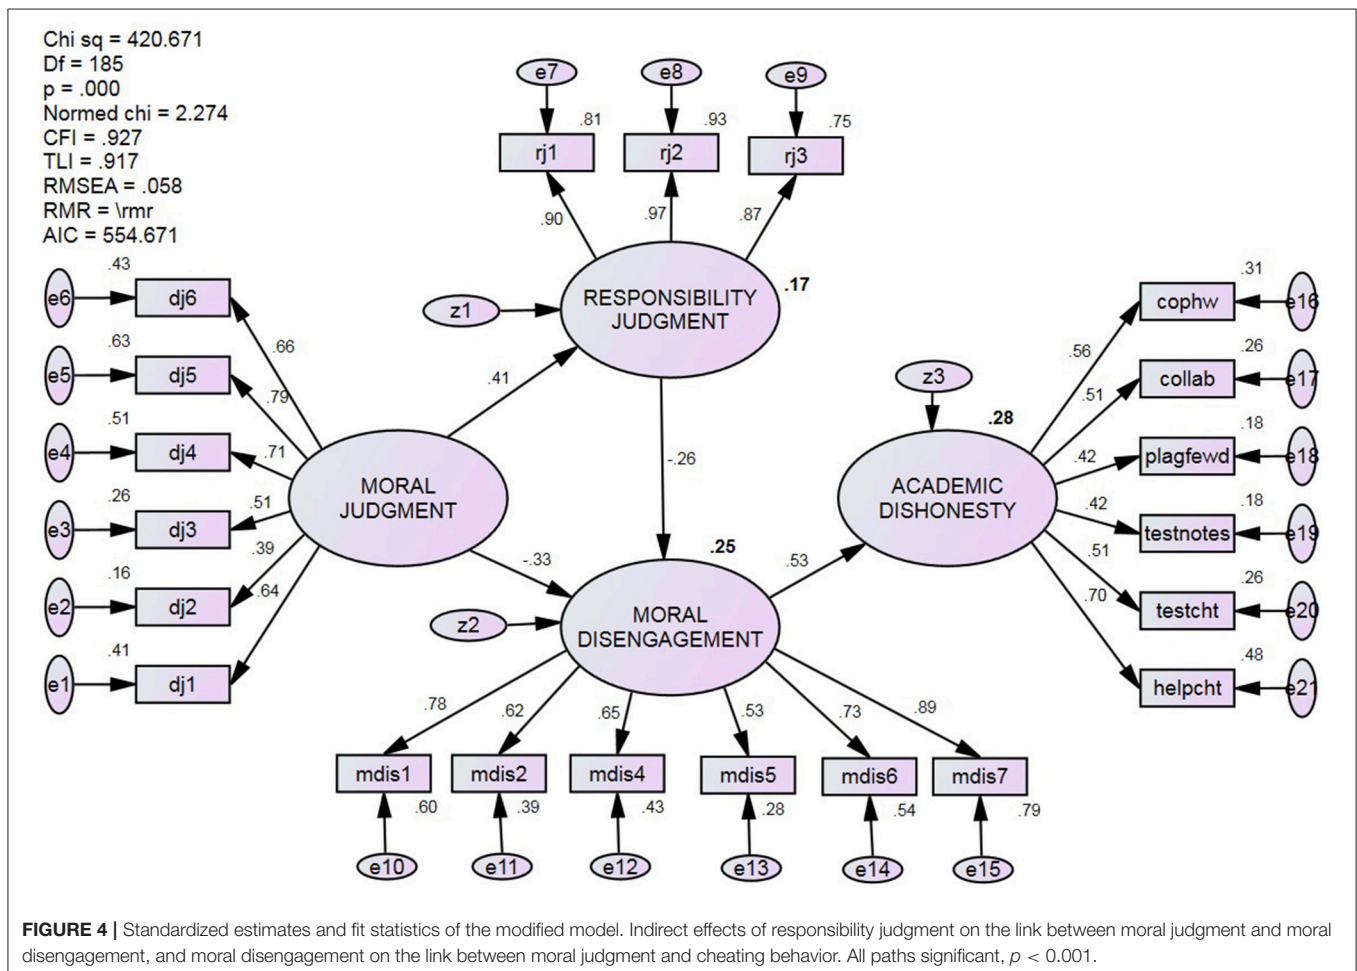 Chi sq = 420.671
Df = 185
p = .000
Normed chi = 2.274
CFI = .927
TLI = .917
RMSEA = .058
RMR = \rmr
AIC = 554.671
e7
e8
e9
.81
.93
.75
rj1
rj2
rj3
.90
.97
.87
RESPONSIBILITY
JUDGMENT
.17
z1
.43
e6
dj6
.66
.63
e5
dj5
.79
.51
e4
dj4
.71
.26
e3
dj3
.51
.16
e2
dj2
.39
.41
e1
dj1
.64
MORAL
JUDGMENT
.41
-.33
-.26
z2
.25
MORAL
DISENGAGEMENT
.53
z3
.28
ACADEMIC
DISHONESTY
.56
.31
cophw
e16
.51
.26
collab
e17
.42
.18
plagfewd
e18
.42
.18
testnotes
e19
.51
.26
testcht
e20
.70
.48
helpcht
e21
.78
.62
.65
.53
.73
.89
mdis1
mdis2
mdis4
mdis5
mdis6
mdis7
.60
.39
.43
.28
.54
.79
e10
e11
e12
e13
e14
e15
FIGURE 4 | Standardized estimates and fit statistics of the modified model. Indirect effects of responsibility judgment on the link between moral judgment and moral
disengagement, and moral disengagement on the link between moral judgment and cheating behavior. All paths significant, p < 0.001.